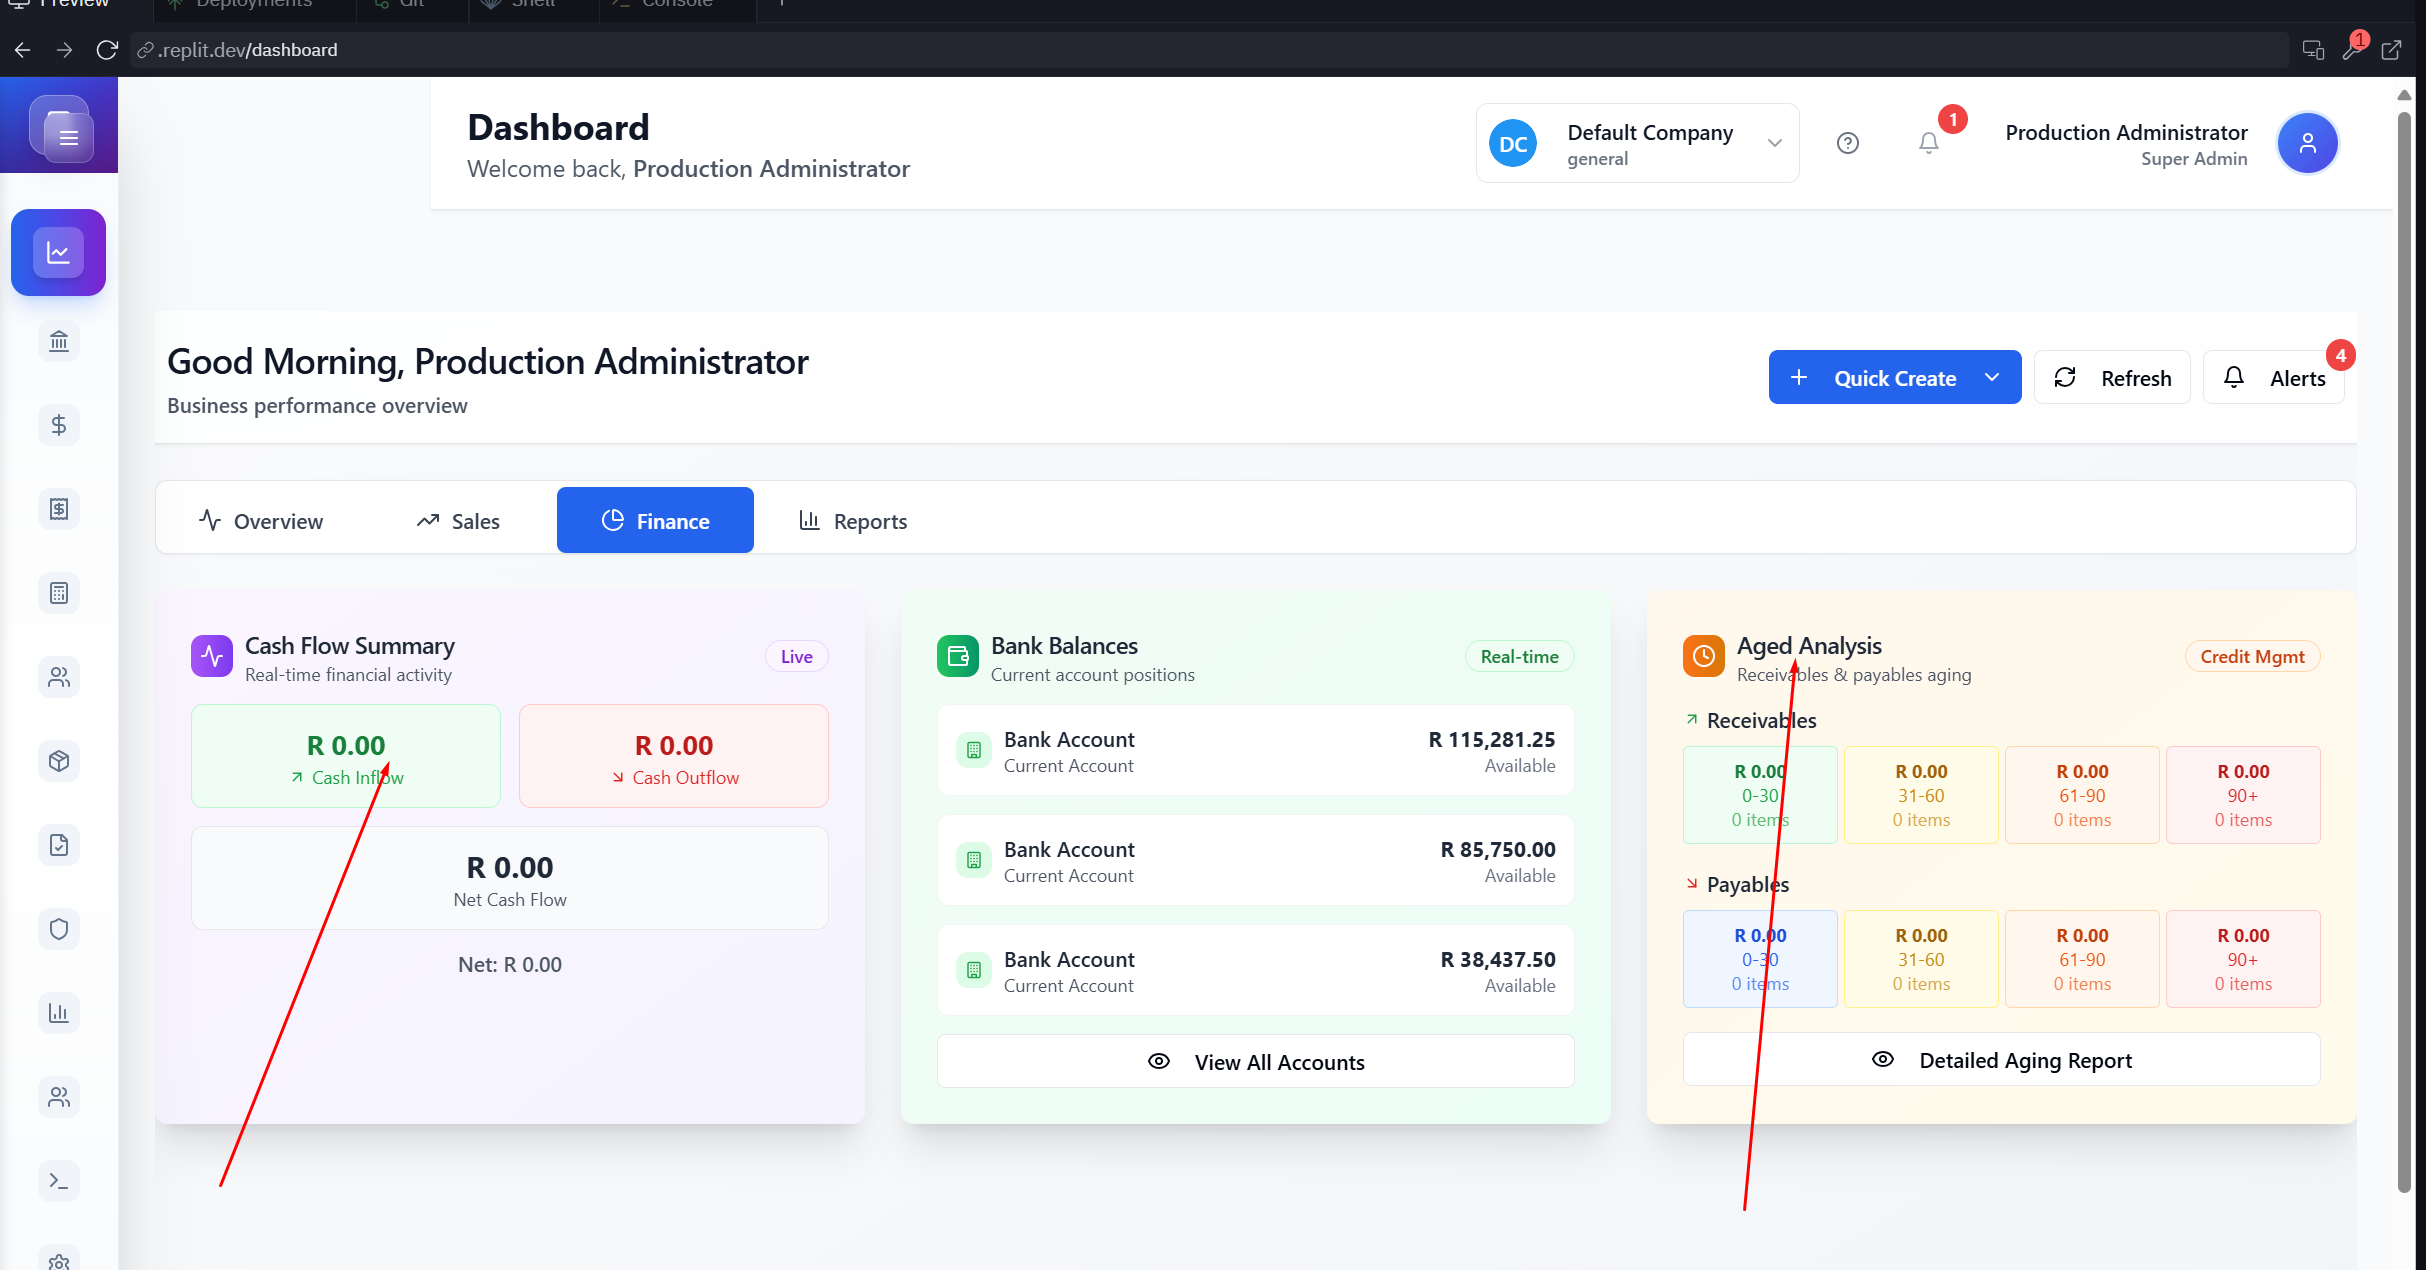 Preview
Deployments
Git
Shell
Console
.replit.dev/dashboard
1
Dashboard
Welcome back, Production Administrator
DC
Default Company
general
1
Production Administrator
Super Admin
Good Morning, Production Administrator
Business performance overview
Quick Create
Refresh
Alerts
4
Overview
Sales
Finance
Reports
Cash Flow Summary
Real-time financial activity
Live
R 0.00
Cash Inflow
R 0.00
Cash Outflow
R 0.00
Net Cash Flow
Net: R 0.00
Bank Balances
Current account positions
Real-time
Bank Account
Current Account
R 115,281.25
Available
Bank Account
Current Account
R 85,750.00
Available
Bank Account
Current Account
R 38,437.50
Available
View All Accounts
Aged Analysis
Receivables & payables aging
Credit Mgmt
Receivables
R 0.00
0-30
0 items
R 0.00
31-60
0 items
R 0.00
61-90
0 items
R 0.00
90+
0 items
Payables
R 0.00
0-30
0 items
R 0.00
31-60
0 items
R 0.00
61-90
0 items
R 0.00
90+
0 items
Detailed Aging Report